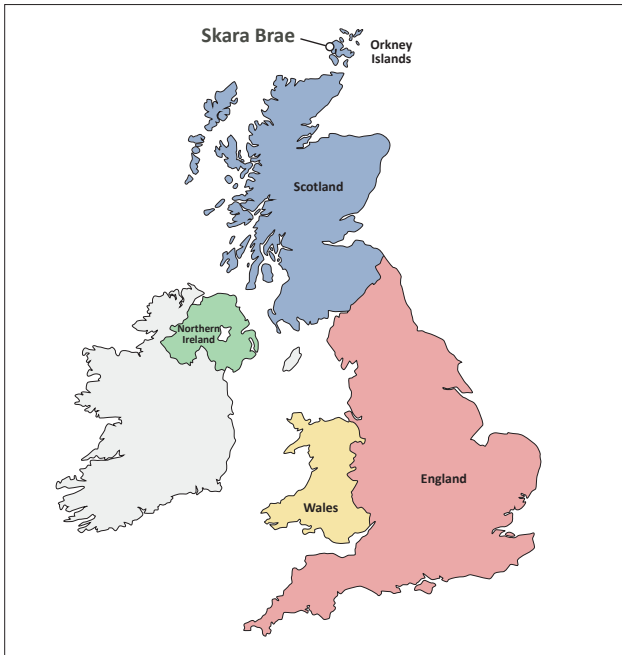 Skara Brae
Orkney
Islands
Scotland
Northern
Ireland
England
Wales